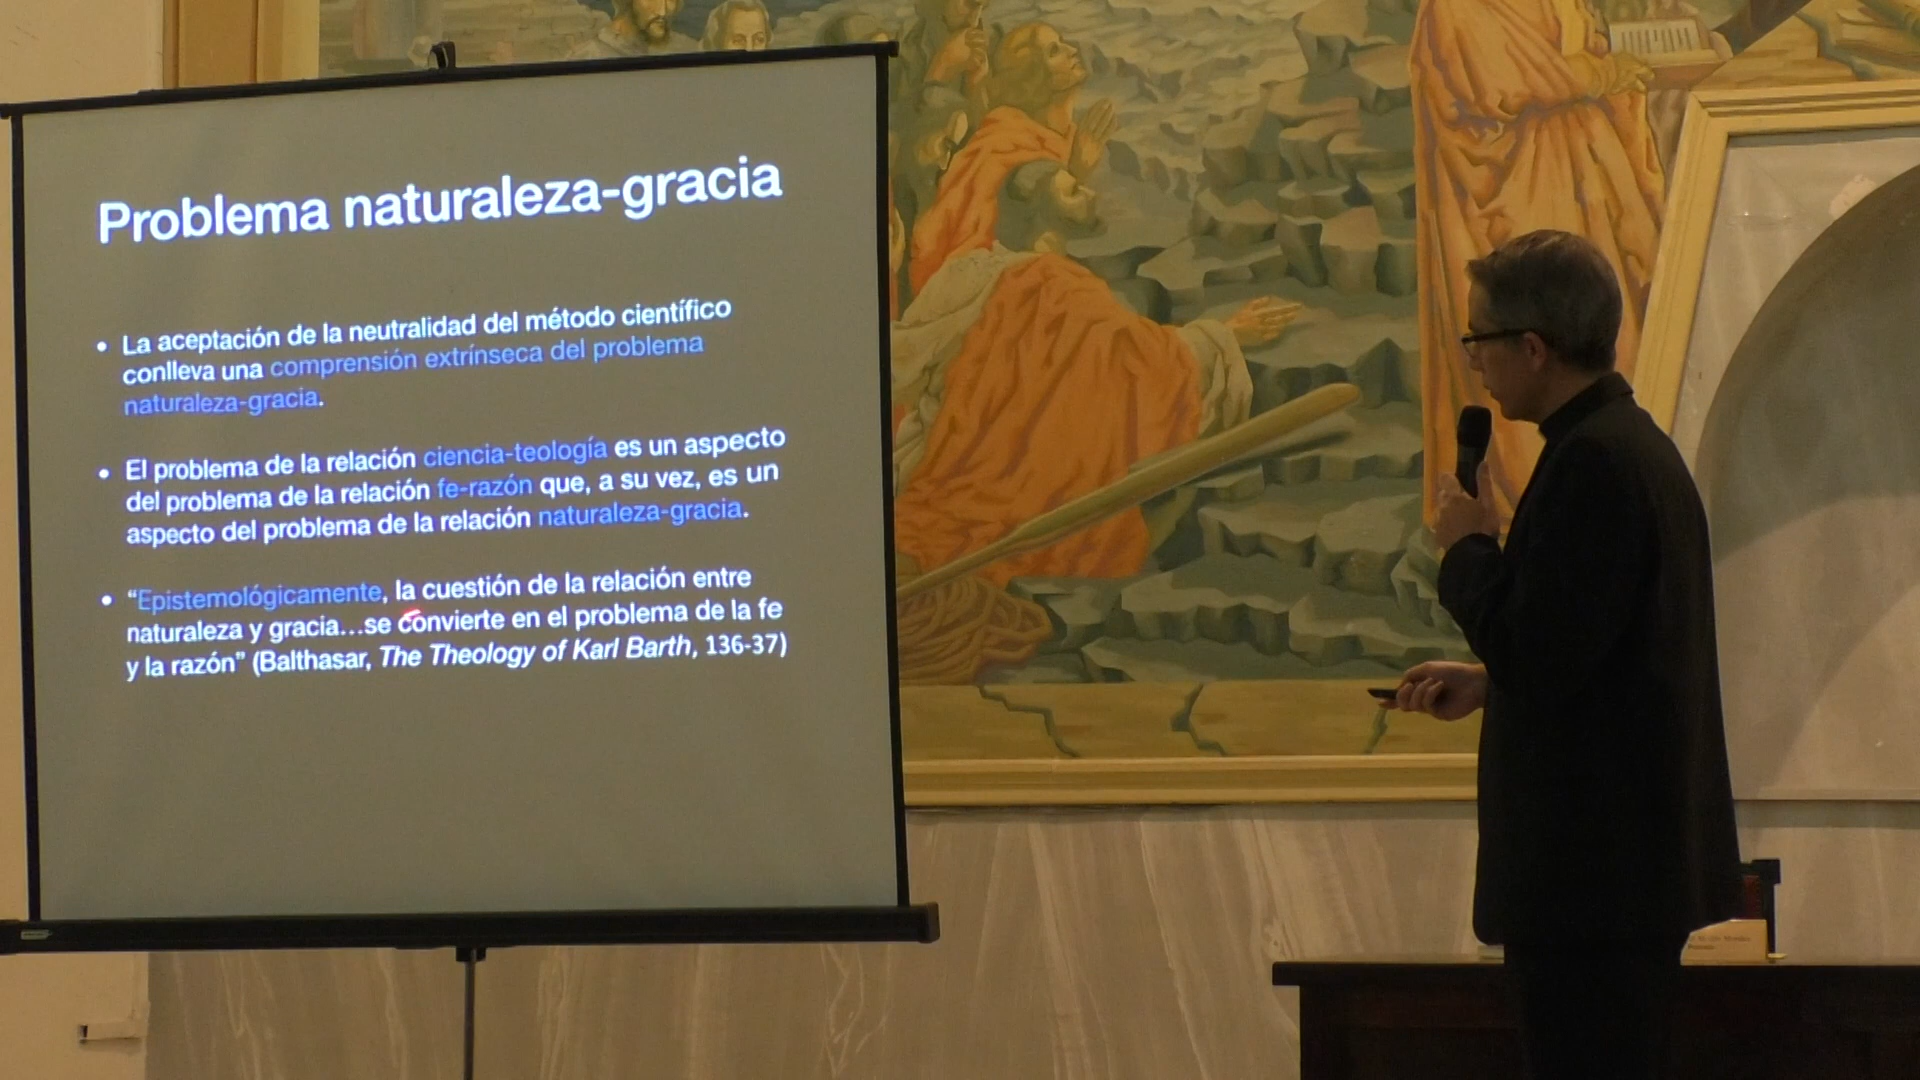 Problema naturaleza-gracia
• La aceptación de la neutralidad del método científico
conlleva una comprensión extrínseca del problema
naturaleza-gracia.
• El problema de la relación ciencia-teología es un aspecto
del problema de la relación fe-razón que, a su vez, es un
aspecto del problema de la relación naturaleza-gracia.
• “Epistemológicamente, la cuestión de la relación entre
naturaleza y gracia…se convierte en el problema de la fe
y la razón” (Balthasar, The Theology of Karl Barth, 136-37)